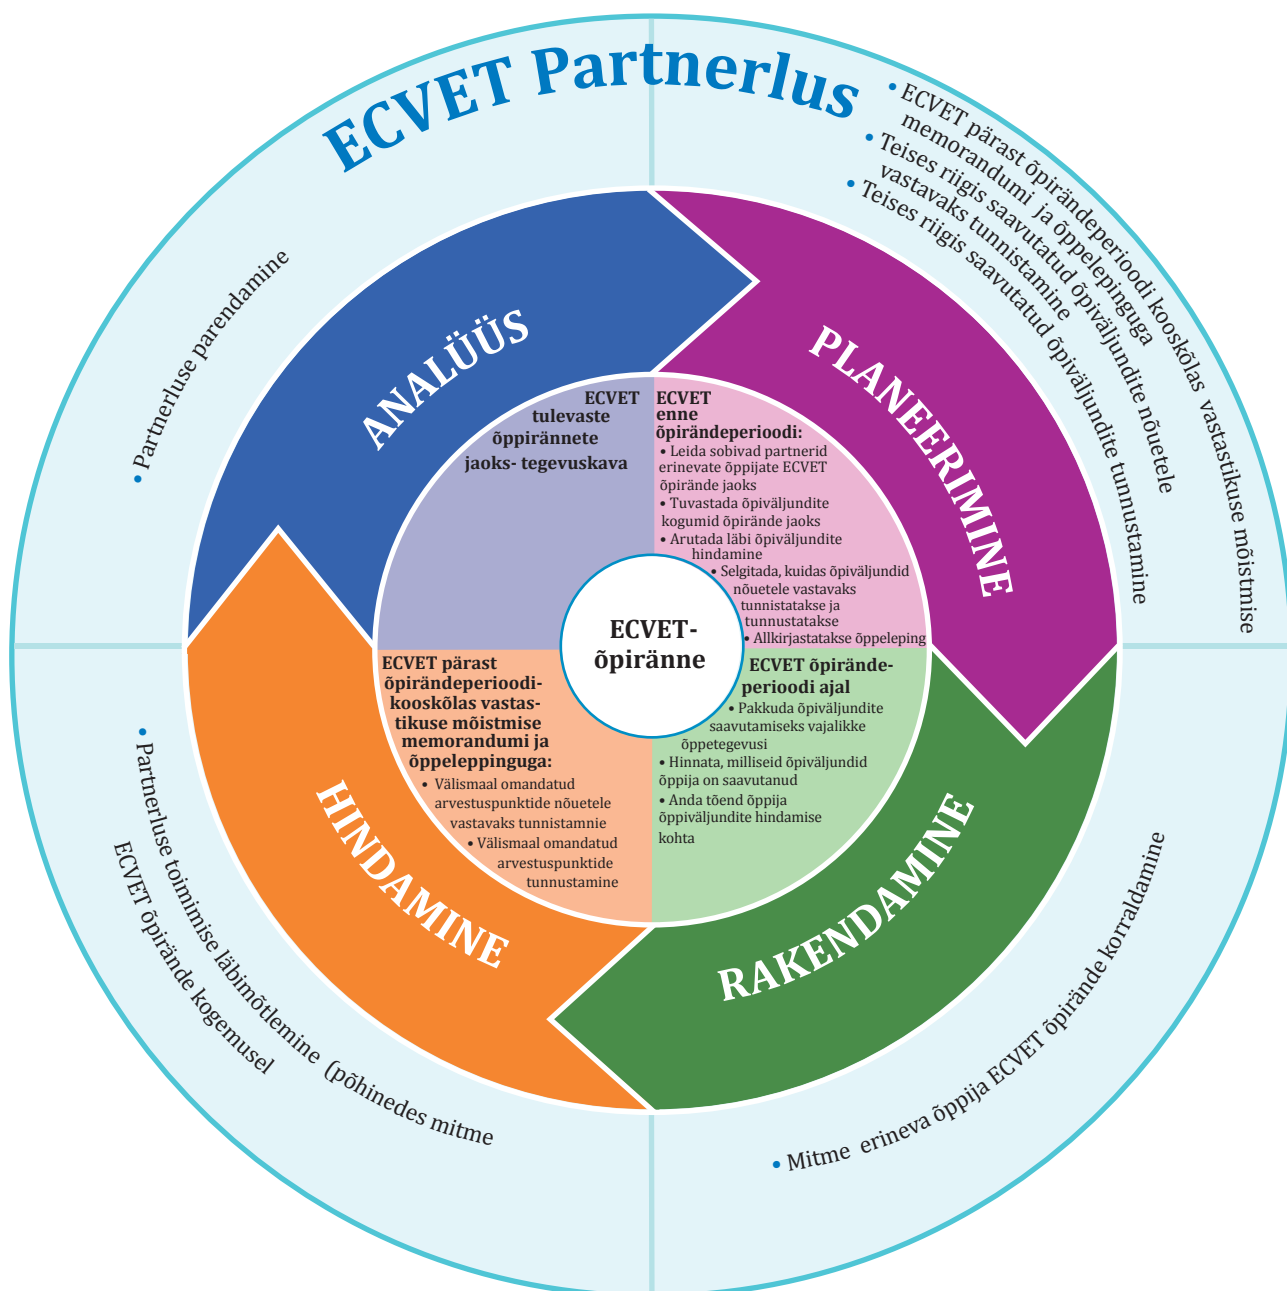 ECVET Partnerlus
• ECVET pärast õpirändeperioodi kooskõlas vastastikuse mõistmise
memorandumi ja õppelepinguga
• Teises riigis saavutatud õpiväljundite nõuetele
vastavaks tunnistamine
• Teises riigis saavutatud õpiväljundite tunnustamine
• Partnerluse parendamine
ANALÜÜS
PLANEERIMINE
ECVET
tulevaste
õppirännete
jaoks- tegevuskava
ECVET
enne
õpirändeperioodi:
• Leida sobivad partnerid
erinevate õppijate ECVET
õpirände jaoks
• Tuvastada õpiväljundite
kogumid õpirände jaoks
• Arutada läbi õpiväljundite
hindamine
• Selgitada, kuidas õpiväljundid
nõuetele vastavaks
tunnistatakse ja
tunnustatakse
• Allkirjastatakse õppeleping
ECVET-
õpiränne
ECVET pärast
õpirändeperioodi-
kooskõlas vastas-
tikuse mõistmise
memorandumi ja
õppeleppinguga:
• Välismaal omandatud
arvestuspunktide nõuetele
vastavaks tunnistamnie
• Välismaal omandatud
arvestuspunktide
tunnustamine
ECVET õpirände-
perioodi ajal
• Pakkuda õpiväljundite
saavutamiseks vajalikke
õppetegevusi
• Hinnata, milliseid õpiväljundid
õppija on saavutanud
• Anda tõend õppija
õppiväljundite hindamise
kohta
HINDAMINE
RAKENDAMINE
• Partnerluse toimimise läbimõtlemine (põhinedes mitme
ECVET õpirände kogemusel
• Mitme erineva õppija ECVET õpirände korraldamine